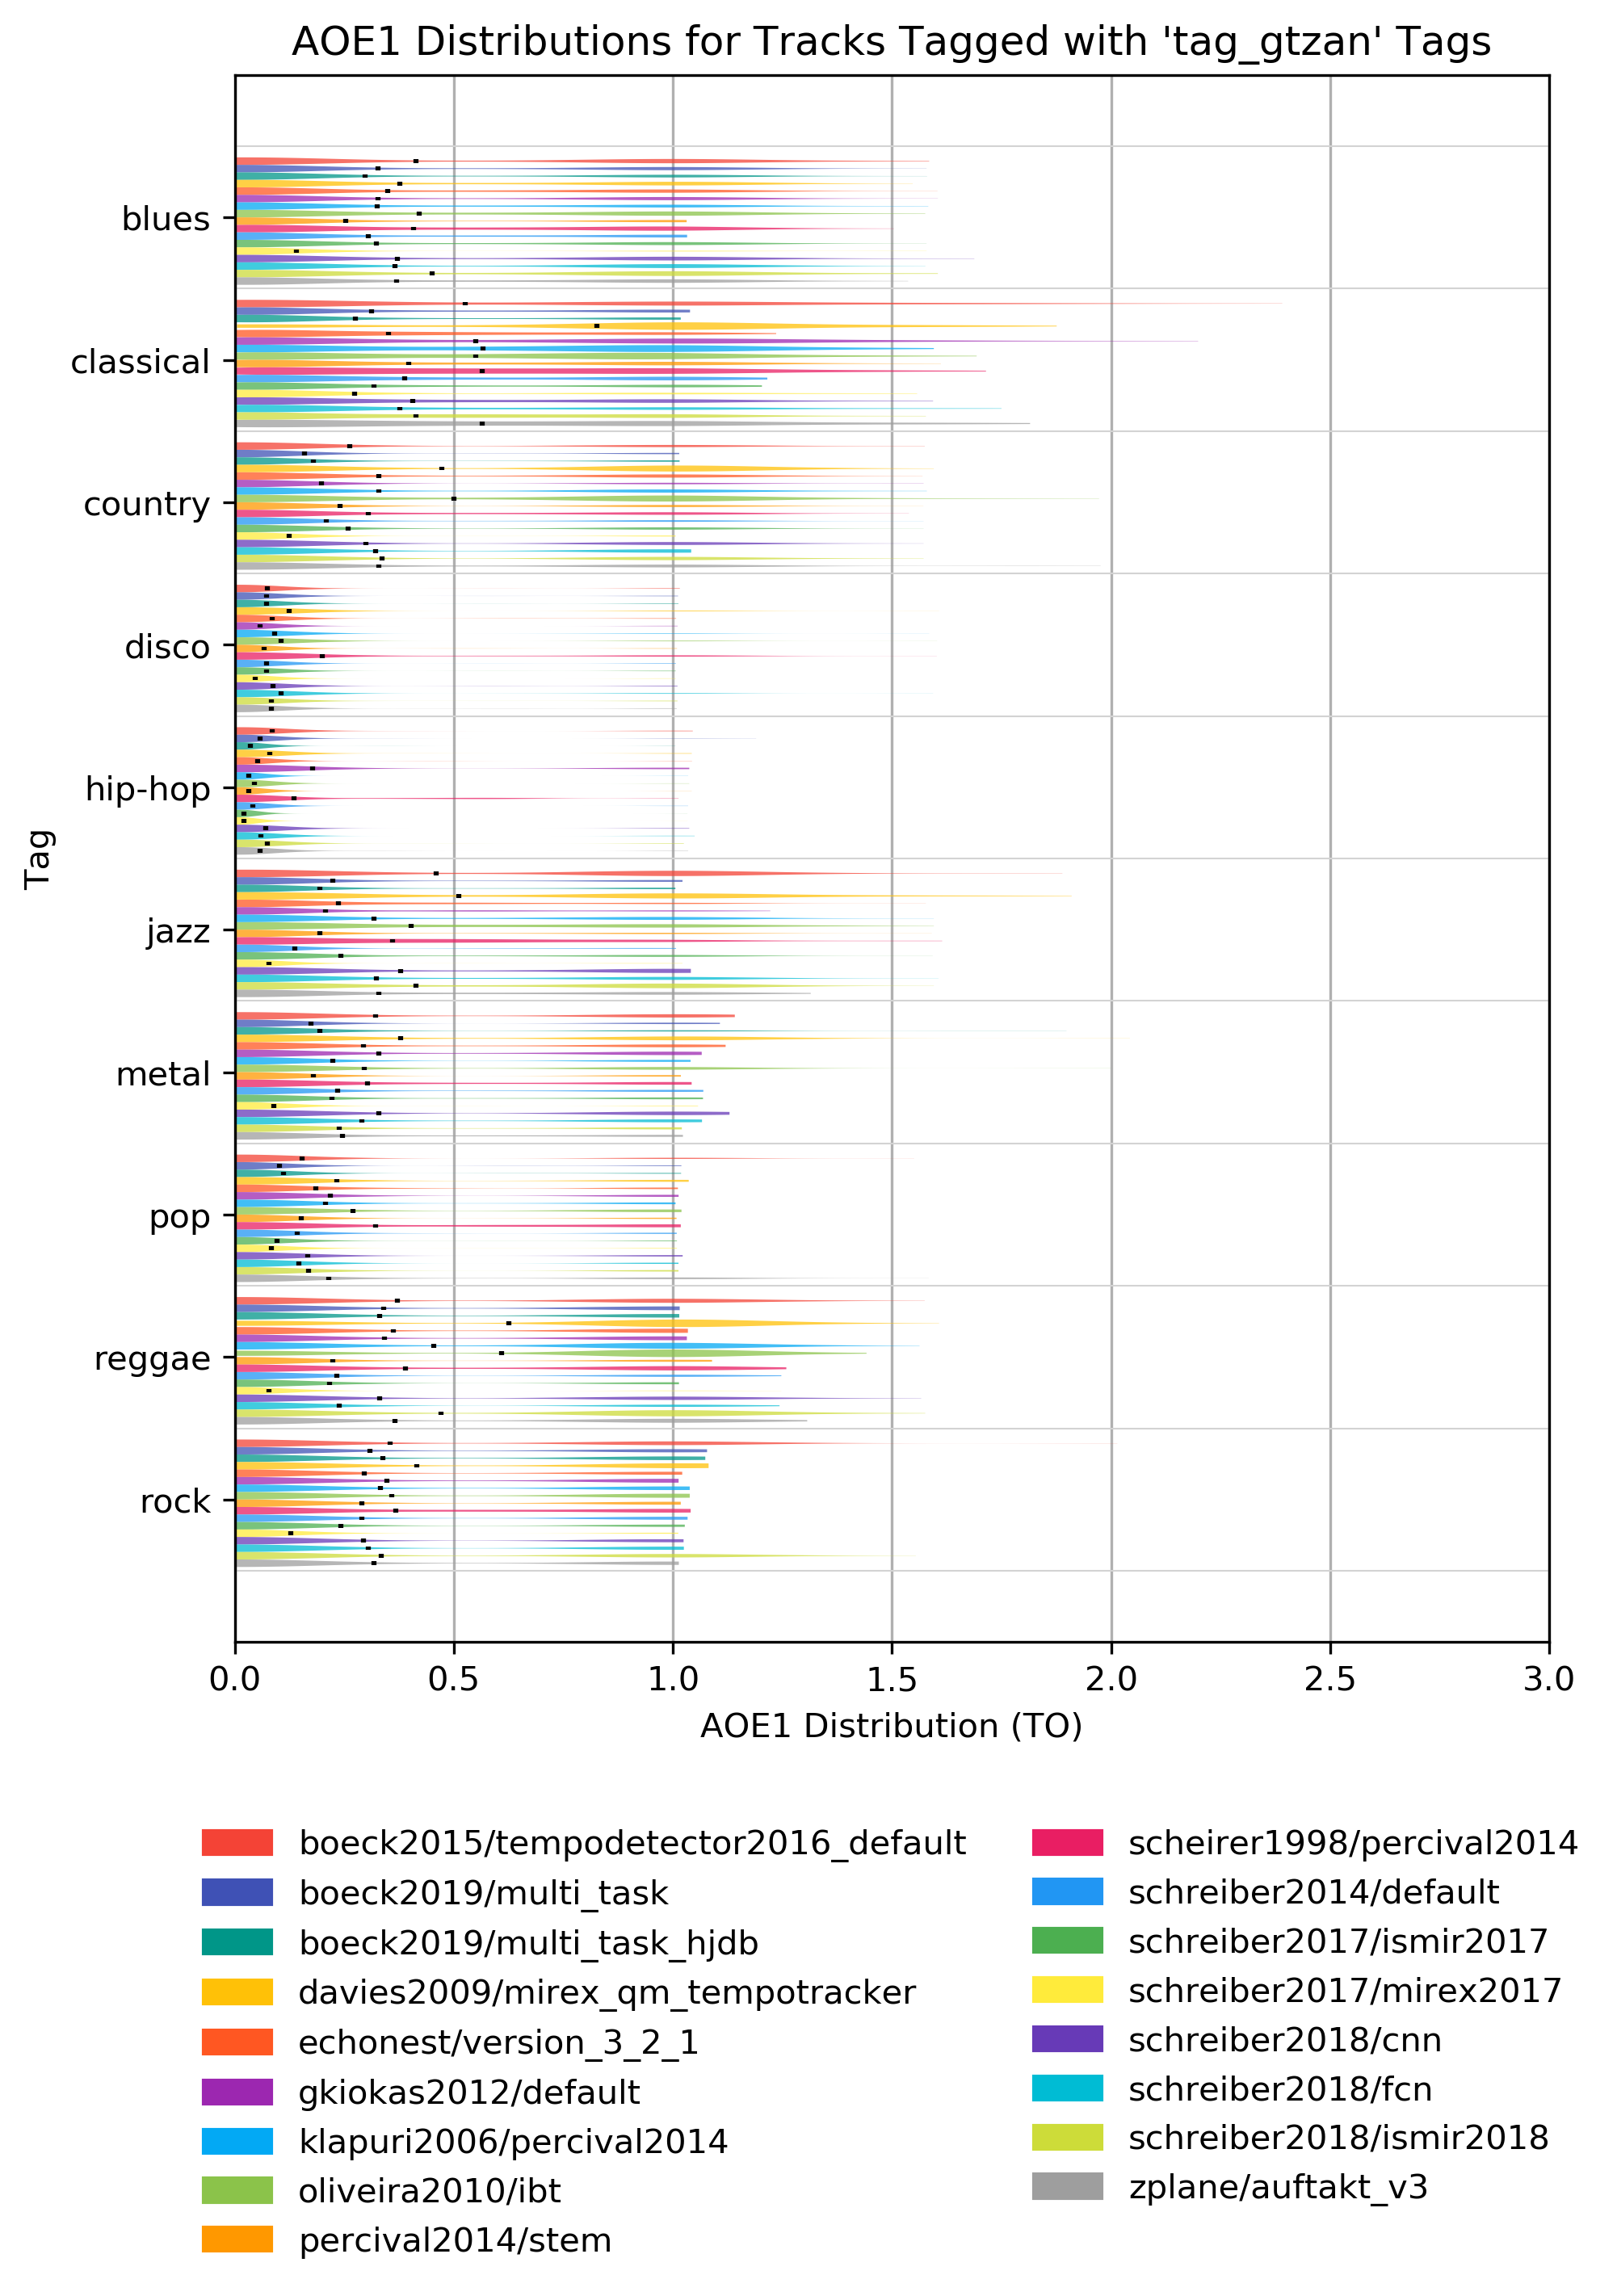 AOE1 Distributions for Tracks Tagged with 'tag_gtzan' Tags
blues
classical
country
disco
hip-hop
jazz
metal
pop
reggae
rock
Tag
0.0 0.5 1.0 1.5 2.0 2.5 3.0
AOE1 Distribution (TO)
boeck2015/tempodetector2016_default
boeck2019/multi_task
boeck2019/multi_task_hjdb
davies2009/mirex_qm_tempotracker
echonest/version_3_2_1
gkiokas2012/default
klapuri2006/percival2014
oliveira2010/ibt
percival2014/stem
scheirer1998/percival2014
schreiber2014/default
schreiber2017/ismir2017
schreiber2017/mirex2017
schreiber2018/cnn
schreiber2018/fcn
schreiber2018/ismir2018
zplane/auftakt_v3